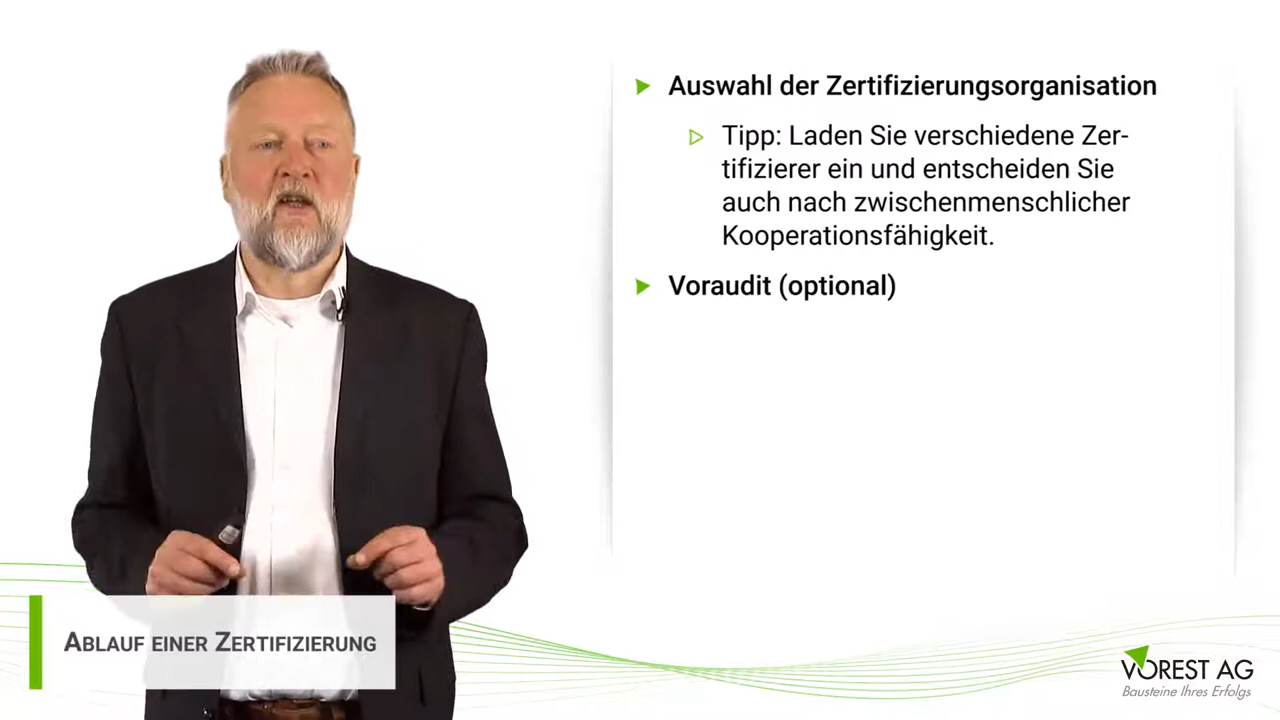 Auswahl der Zertifizierungsorganisation
Tipp: Laden Sie verschiedene Zer-
tifizierer ein und entscheiden Sie
auch nach zwischenmenschlicher
Kooperationsfähigkeit.
Voraudit (optional)
ABLAUF EINER ZERTIFIZIERUNG
VOREST AG
Bausteine Ihres Erfolgs